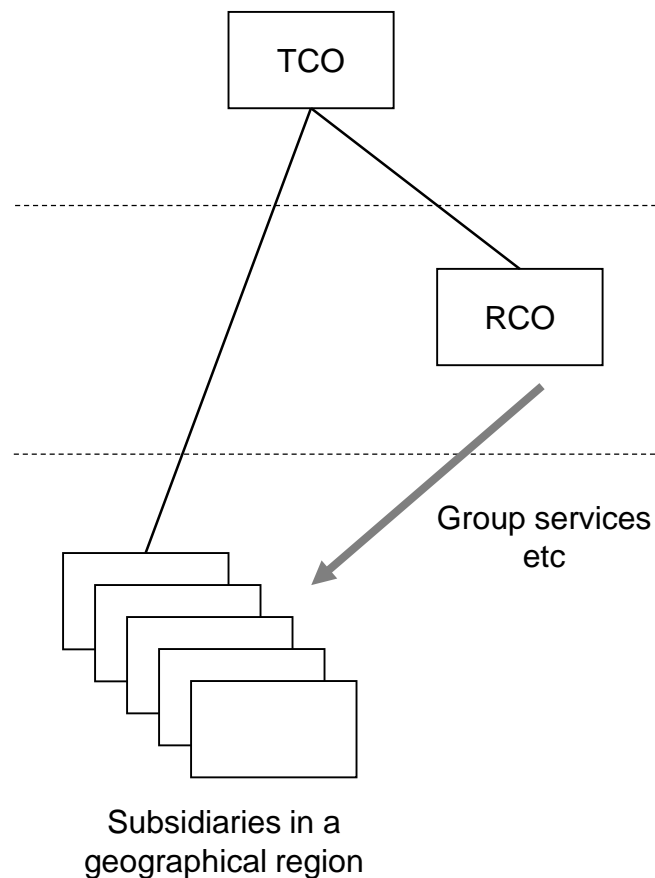 TCO
RCO
Group services
etc
Subsidiaries in a
geographical region